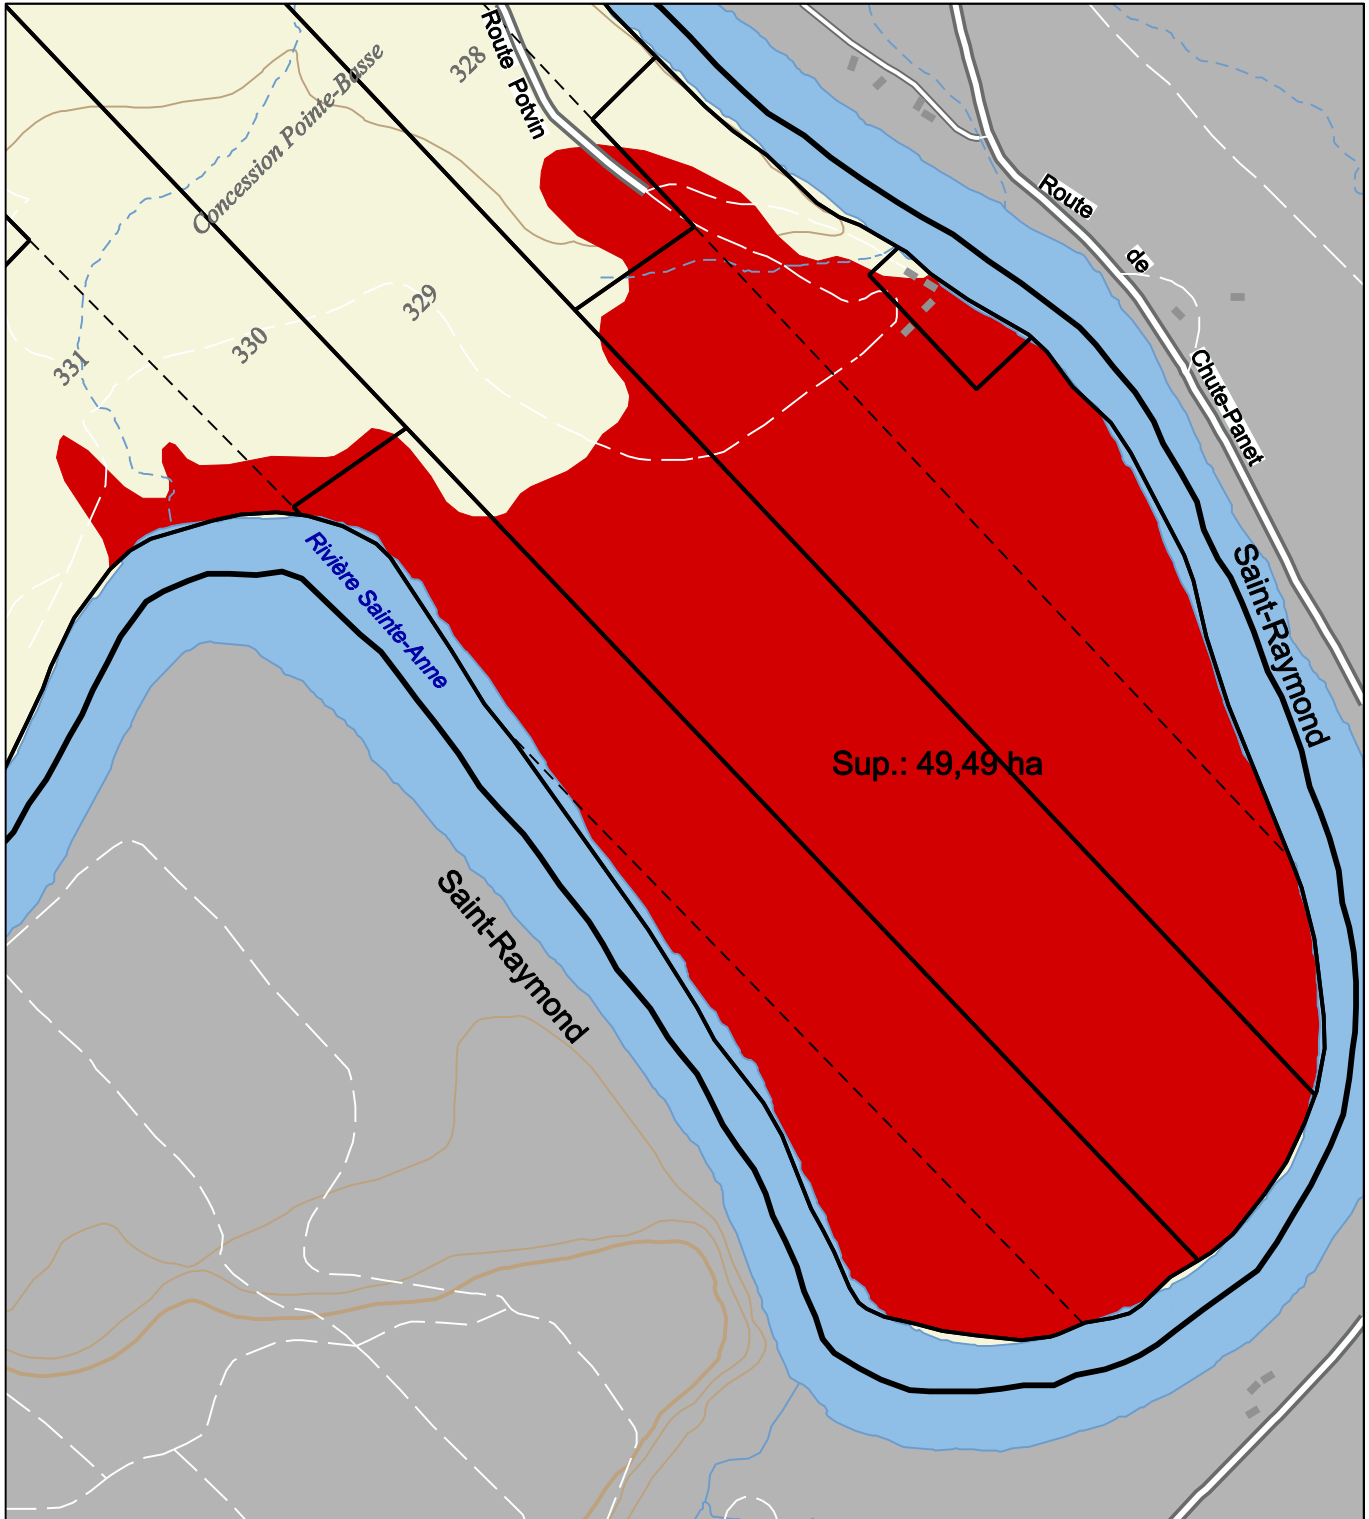 Route Potvin
328
Concession Pointe-Basse
329
330
331
Route de Chute-Panet
Rivière Sainte-Anne
Saint-Raymond
Sup.: 49,49 ha
Saint-Raymond